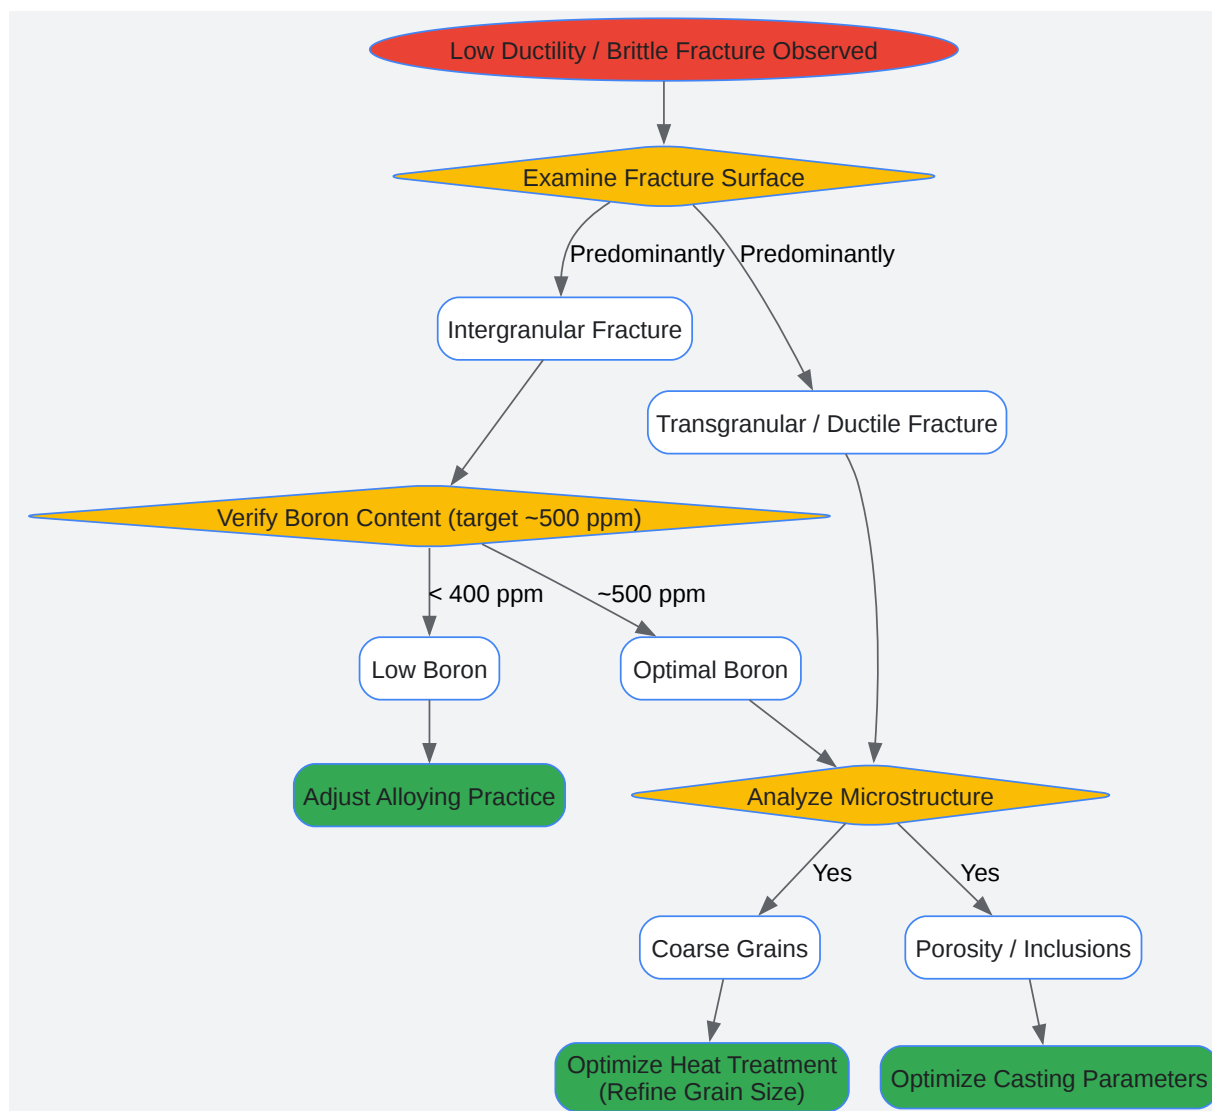 Low Ductility / Brittle Fracture Observed
Examine Fracture Surface
Predominantly
Predominantly
Intergranular Fracture
Transgranular / Ductile Fracture
Verify Boron Content (target ~500 ppm)
< 400 ppm
~500 ppm
Low Boron
Optimal Boron
Adjust Alloying Practice
Analyze Microstructure
Yes
Yes
Coarse Grains
Porosity / Inclusions
Optimize Heat Treatment
(Refine Grain Size)
Optimize Casting Parameters